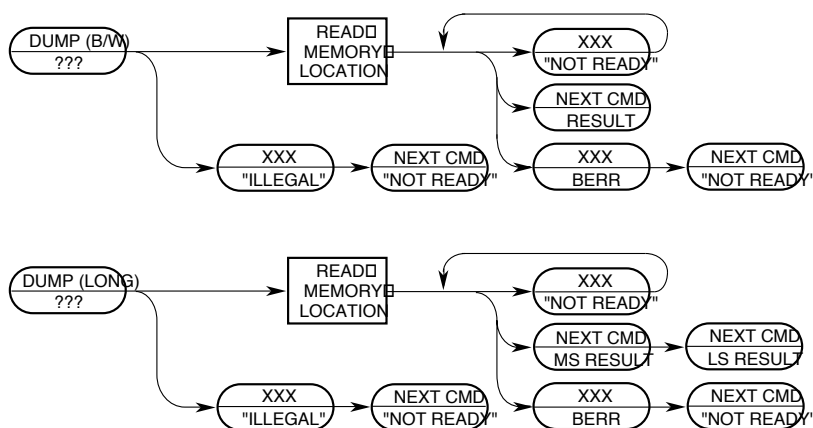 DUMP (B/W)
???
READ
MEMORY
LOCATION
XXX
"NOT READY"
NEXT CMD
RESULT
XXX
"ILLEGAL"
NEXT CMD
"NOT READY"
XXX
BERR
NEXT CMD
"NOT READY"
DUMP (LONG)
???
READ
MEMORY
LOCATION
XXX
"NOT READY"
NEXT CMD
MS RESULT
NEXT CMD
LS RESULT
XXX
"ILLEGAL"
NEXT CMD
"NOT READY"
XXX
BERR
NEXT CMD
"NOT READY"